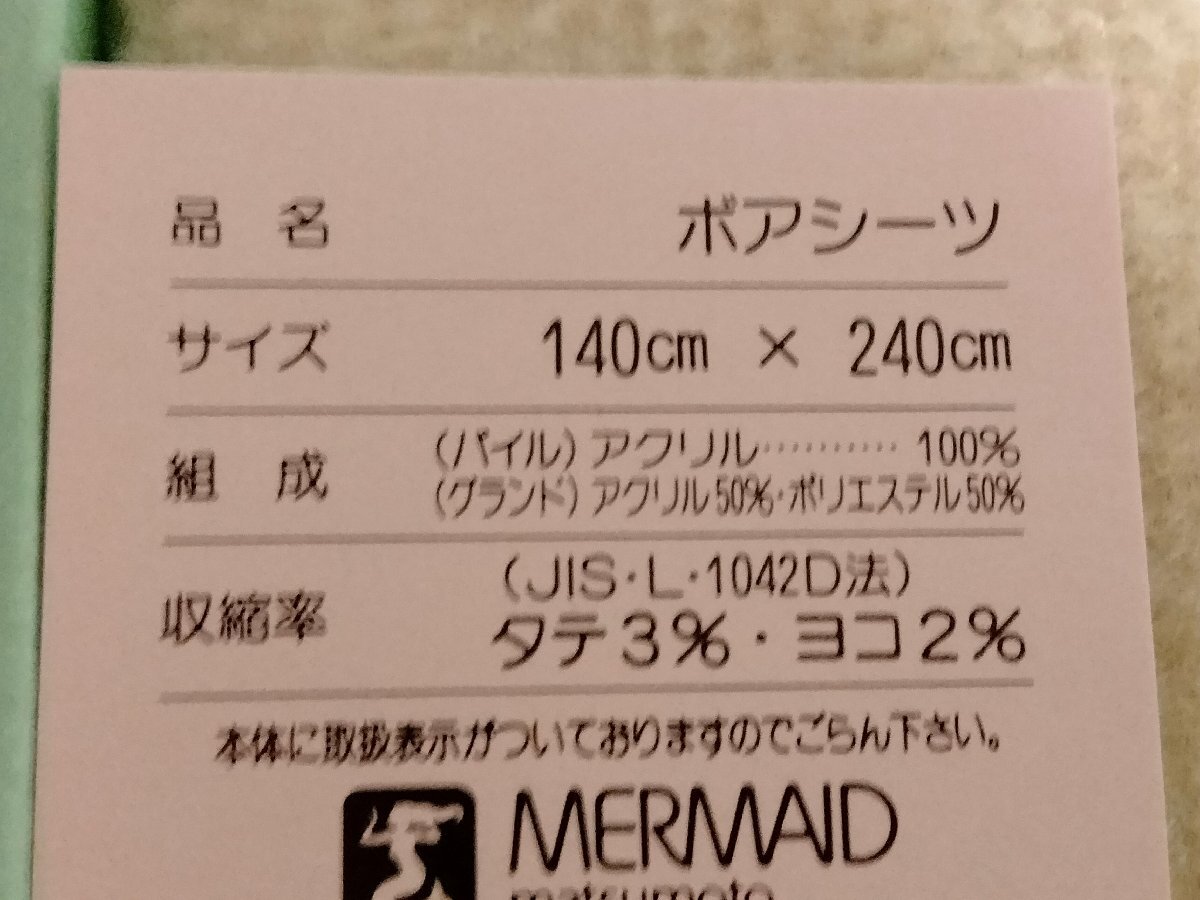 品 名 ボアシーツ
サイズ 140cm × 240cm
組 成 (パイル) アクリル………… 100%
(グランド) アクリル50%・ポリエステル50%
収縮率 (JIS・L・1042D法)
タテ3%・ヨコ2%
本体に取扱表示がついておりますのでごらん下さい。
MERMAID
matsumoto